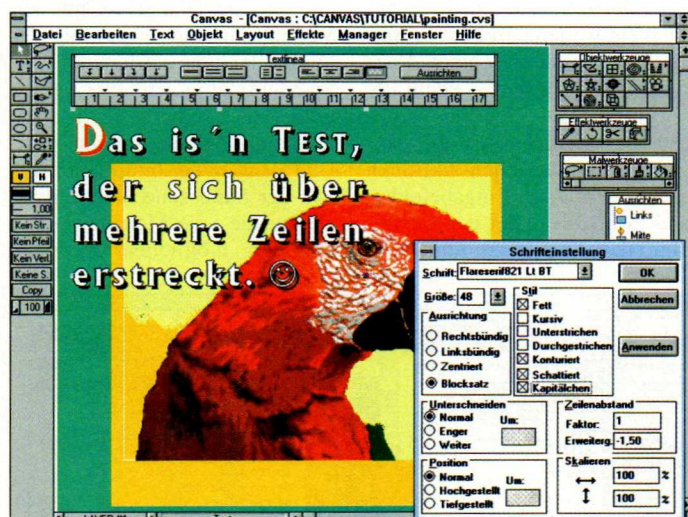 Canvas - [Canvas : C:\CANVAS\TUTORIAL\painting.cvs]
Datei Bearbeiten Text Objekt Layout Effekte Manager Fenster Hilfe
Textlineal
Ausrichten
1 2 3 4 5 6 7 8 9 10 11 12 13 14 15 16 17
Das is´n TEST,
der sich über
mehrere Zeilen
erstreckt. ☺
1,00
Kein Str.
Kein Pfeil
Kein Verl.
Keine S.
Copy
100
Objektwerkzeuge
Effektwerkzeuge
Malwerkzeuge
Ausrichten
Links
Mitte
Schrifteinstellung
Schrift: Flareserif821 Lt BT
OK
Größe: 48
Stil
Abbrechen
Fett
Kursiv
Unterstrichen
Durchgestrichen
Konturiert
Schattiert
Kapitälchen
Anwenden
Ausrichtung
Rechtsbündig
Linksbündig
Zentriert
Blocksatz
Unterschneiden
Normal
Enger
Weiter
Um:
Zeilenabstand
Faktor: 1
Erweiterg. -1,50
Position
Normal
Hochgestellt
Tiefgestellt
Um:
Skalieren
100 %
100 %